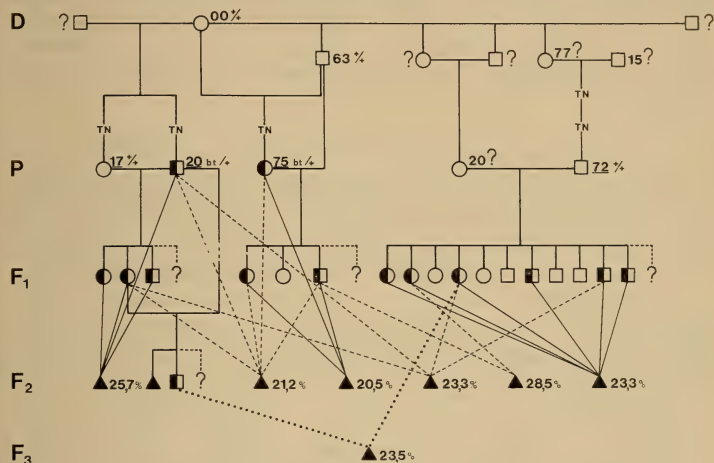 D ? 00 +/+ ?
63 +/+ ? ? 77 ? 15 ?
TN TN TN TN
TN
P 17 +/+ 20 bt/+ 75 bt/+ 20 ? 72 +/+
F1 ? ? ?
F2 25,7% ? 21,2% 20,5% 23,3% 28,5% 23,3%
F3 23,5%